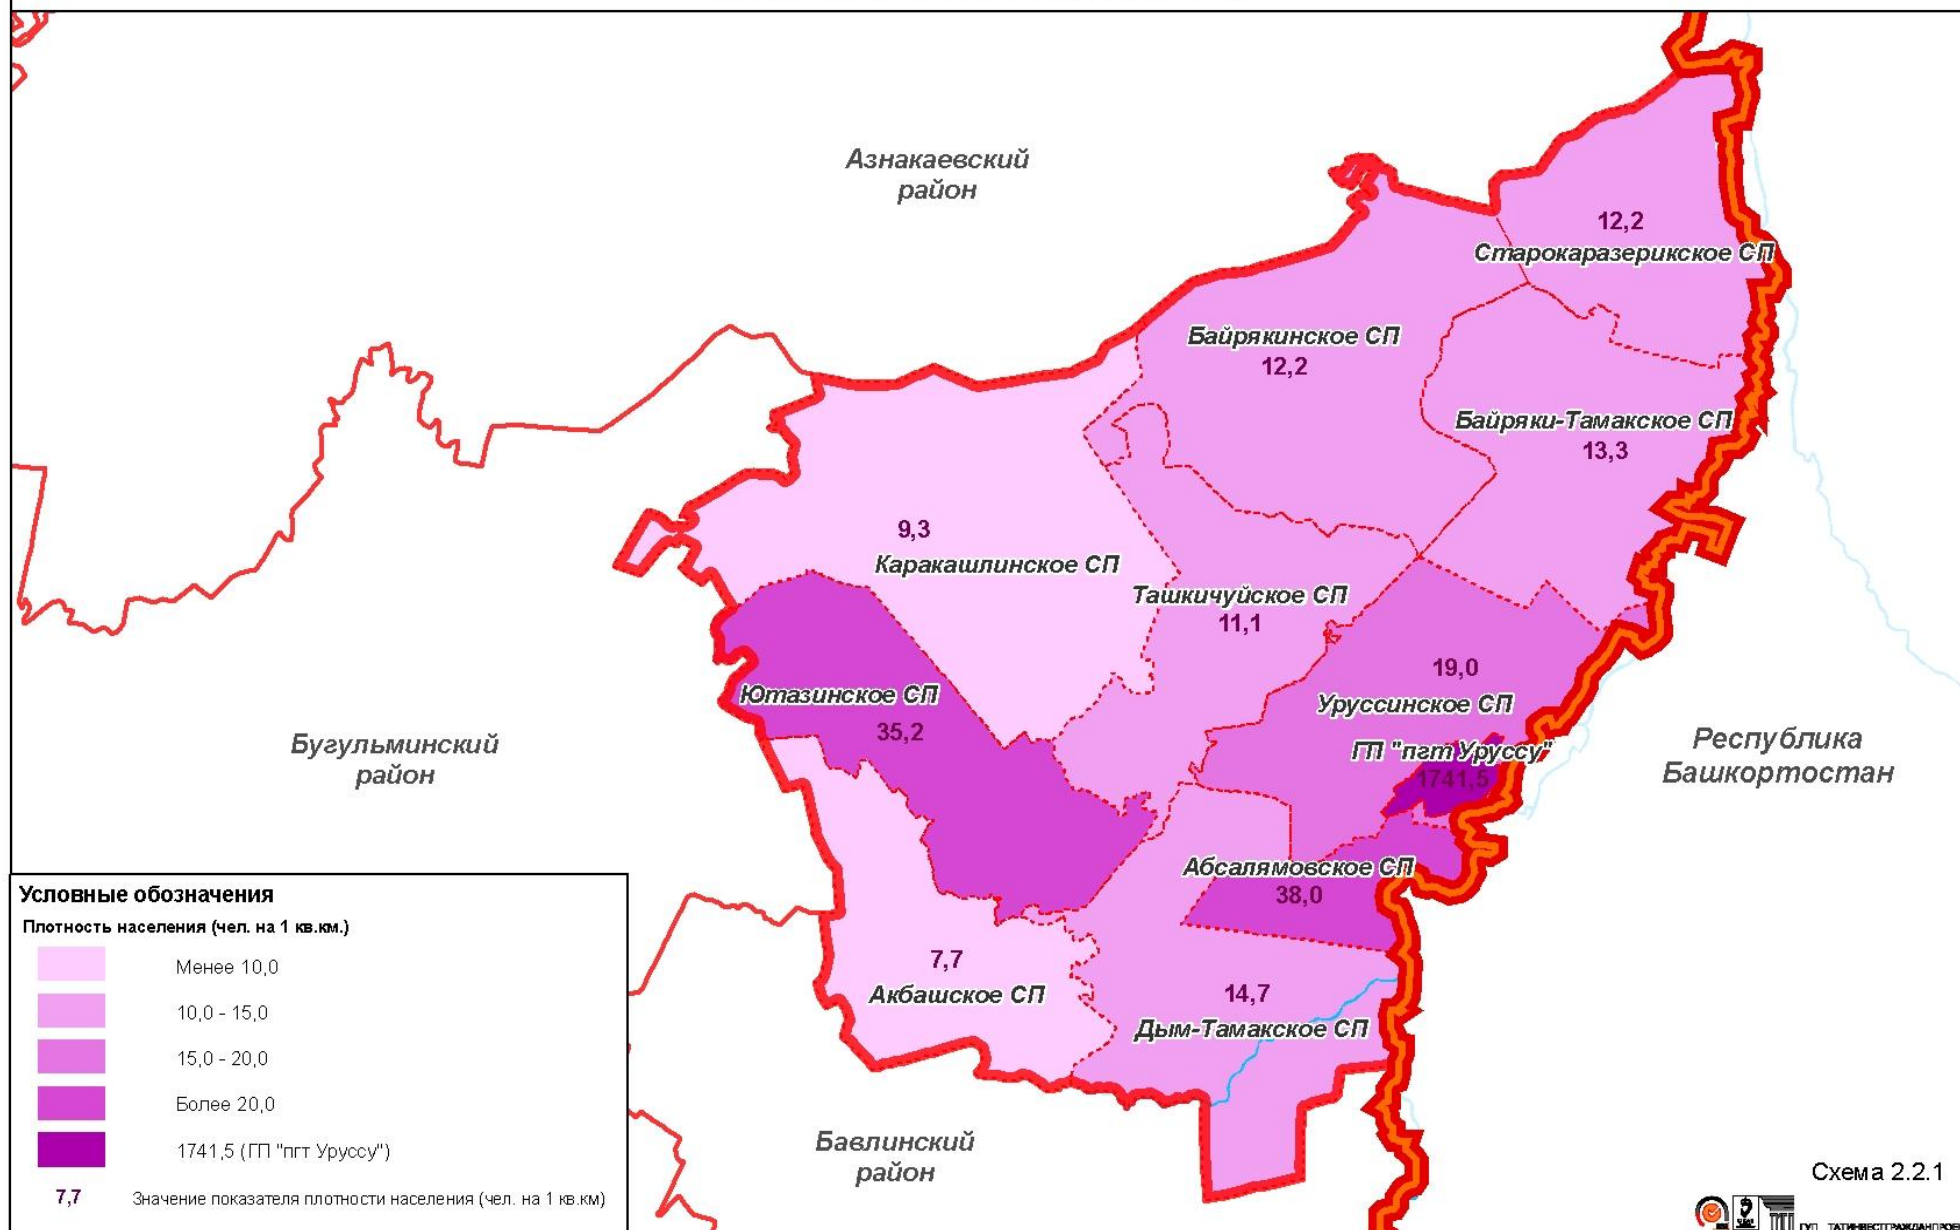 Азнакаевский
район
12,2
Старокаразерикское СП
Байрякинское СП
12,2
Байряки-Тамакское СП
13,3
9,3
Каракашлинское СП
Ташкичуйское СП
11,1
19,0
Уруссинское СП
Ютазинское СП
35,2
ГП "пгт Уруссу"
1741,5
Бугульминский
район
Республика
Башкортостан
Абсалямовское СП
38,0
7,7
Акбашское СП
14,7
Дым-Тамакское СП
Бавлинский
район
Условные обозначения
Плотность населения (чел. на 1 кв.км.)
Менее 10,0
10,0 - 15,0
15,0 - 20,0
Более 20,0
1741,5 (ГП "пгт Уруссу")
7,7 Значение показателя плотности населения (чел. на 1 кв.км)
Схема 2.2.1